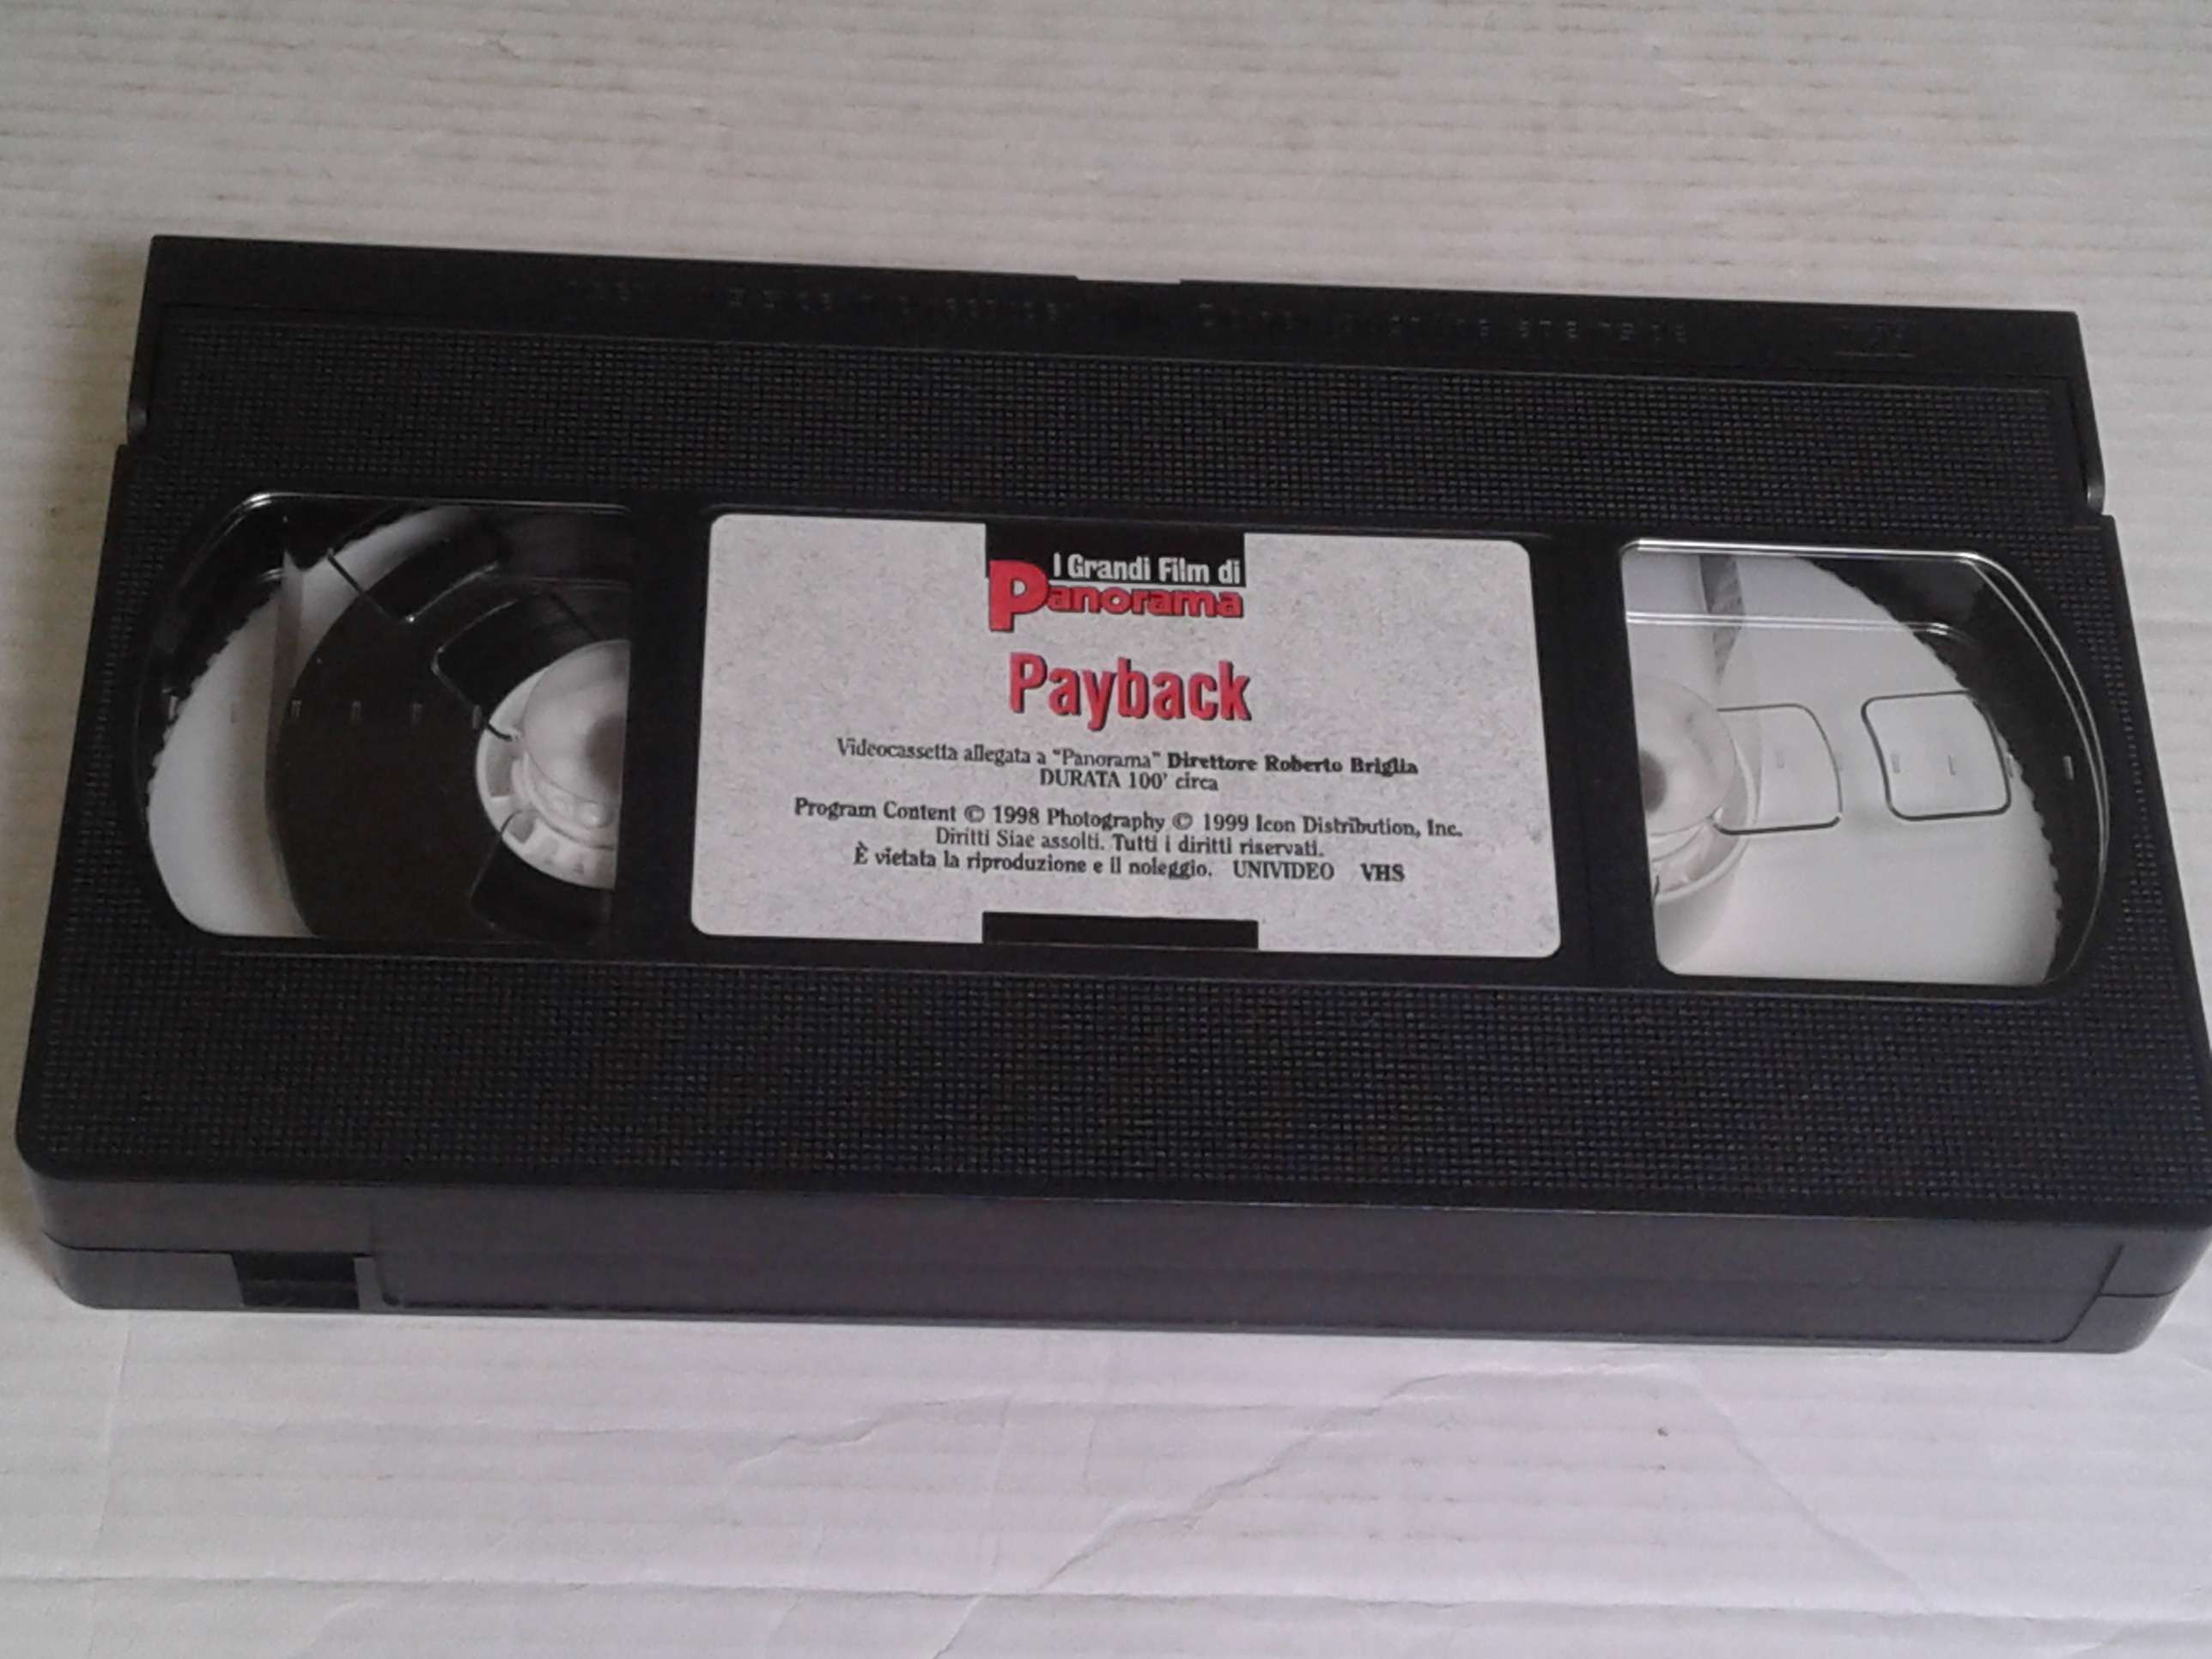 I Grandi Film di
Panorama
Payback
Videocassetta allegata a "Panorama" Direttore Roberto Briglia
DURATA 100' circa
Program Content © 1998 Photography © 1999 Icon Distribution, Inc.
Diritti Siae assolti. Tutti i diritti riservati.
È vietata la riproduzione e il noleggio. UNIVIDEO VHS